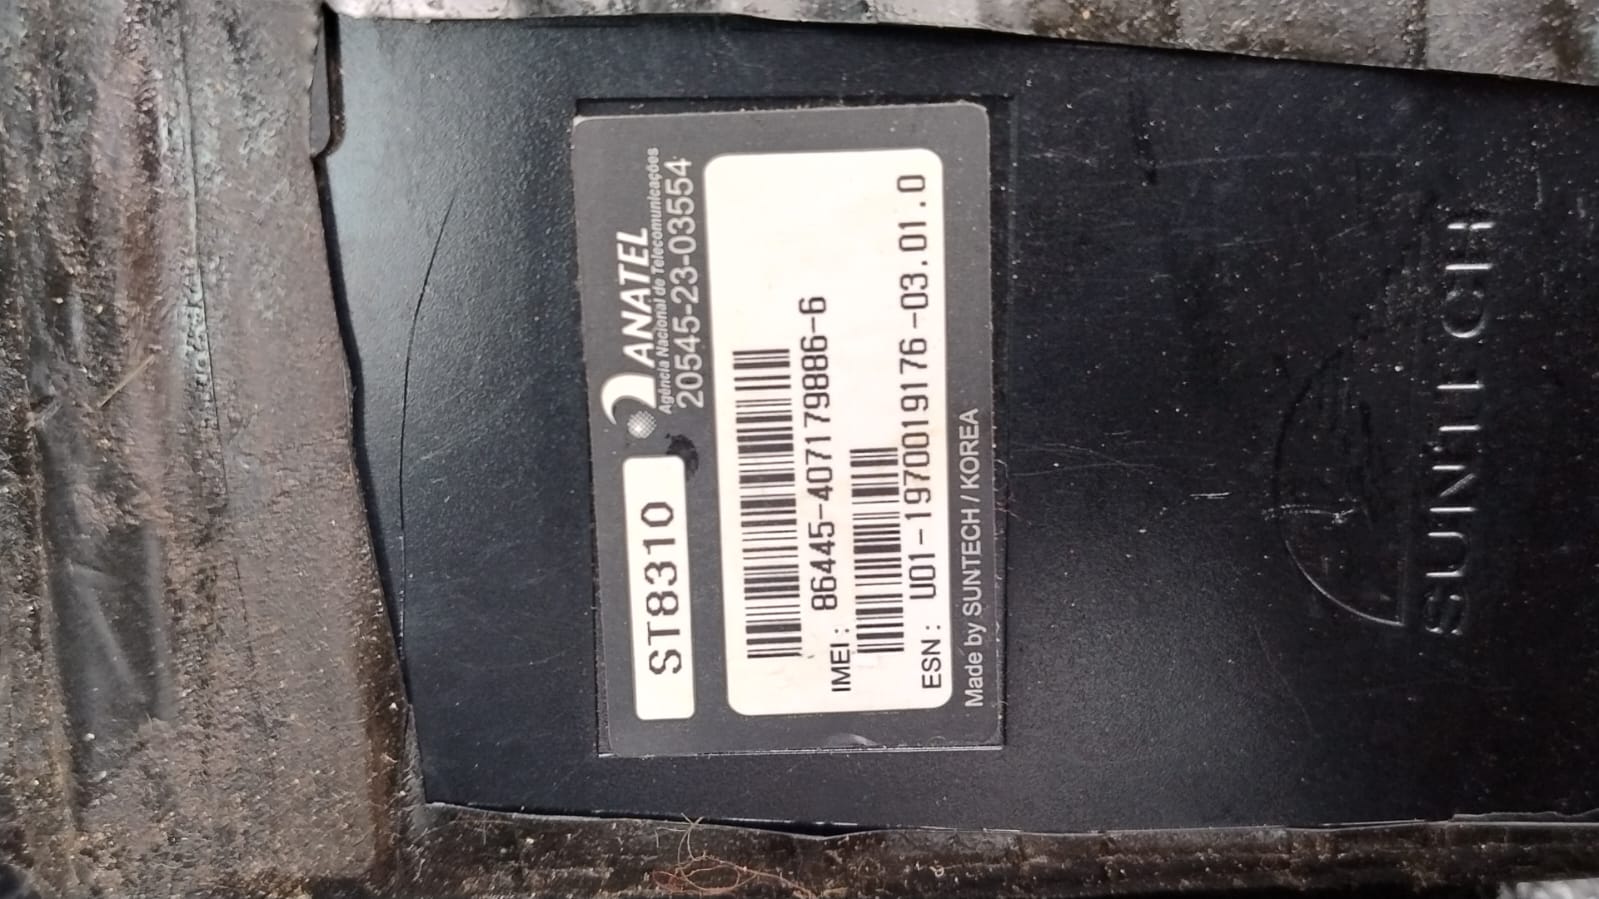 ST8310
ANATEL
Agência Nacional de Telecomunicações
20545-23-03554
IMEI: 86445-407179886-6
ESN: U01-1970019176-03.01.0
Made by SUNTECH / KOREA
SUNTECH